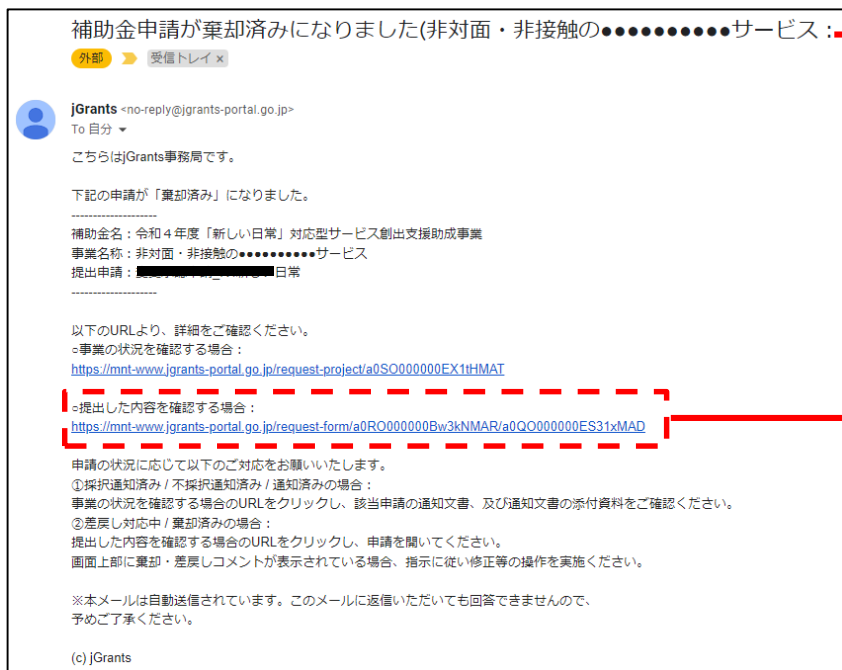 補助金申請が棄却済みになりました(非対面・非接触の●●●●●●●●●●サービス：
外部 受信トレイ ×
jGrants <no-reply@jgrants-portal.go.jp>
To 自分
こちらはjGrants事務局です。
下記の申請が「棄却済み」になりました。
--------------------
補助金名：令和４年度「新しい日常」対応型サービス創出支援助成事業
事業名称：非対面・非接触の●●●●●●●●●●サービス
提出申請：日常
--------------------
以下のURLより、詳細をご確認ください。
○事業の状況を確認する場合：
https://mnt-www.jgrants-portal.go.jp/request-project/a0SO000000EX1tHMAT
○提出した内容を確認する場合：
https://mnt-www.jgrants-portal.go.jp/request-form/a0RO000000Bw3kNMAR/a0QO000000ES31xMAD
申請の状況に応じて以下のご対応をお願いいたします。
①採択通知済み / 不採択通知済み / 通知済みの場合：
事業の状況を確認する場合のURLをクリックし、該当申請の通知文書、及び通知文書の添付資料をご確認ください。
②差戻し対応中 / 棄却済みの場合：
提出した内容を確認する場合のURLをクリックし、申請を開いてください。
画面上部に棄却・差戻しコメントが表示されている場合、指示に従い修正等の操作を実施ください。
※本メールは自動送信されています。このメールに返信いただいても回答できませんので、
予めご了承ください。
(c) jGrants